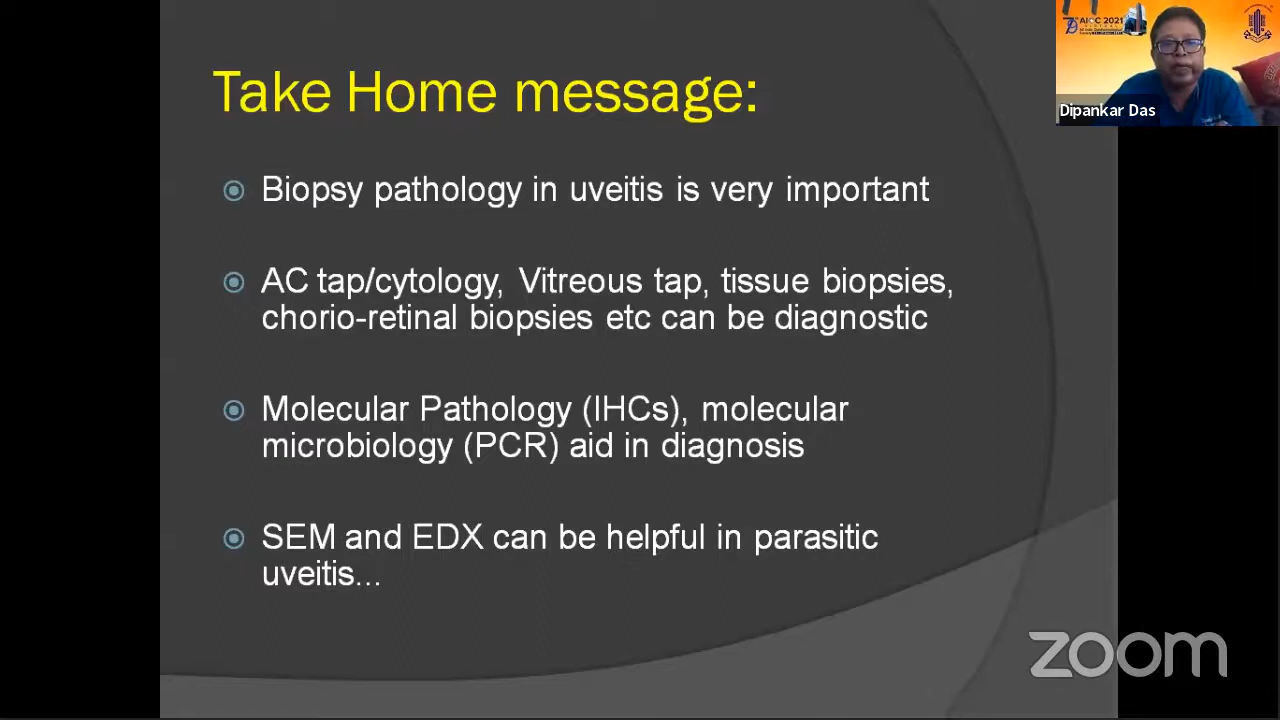 Take Home message:
Biopsy pathology in uveitis is very important
AC tap/cytology, Vitreous tap, tissue biopsies,
chorio-retinal biopsies etc can be diagnostic
Molecular Pathology (IHCs), molecular
microbiology (PCR) aid in diagnosis
SEM and EDX can be helpful in parasitic
uveitis...
AIOC 2021
Dipankar Das
zoom